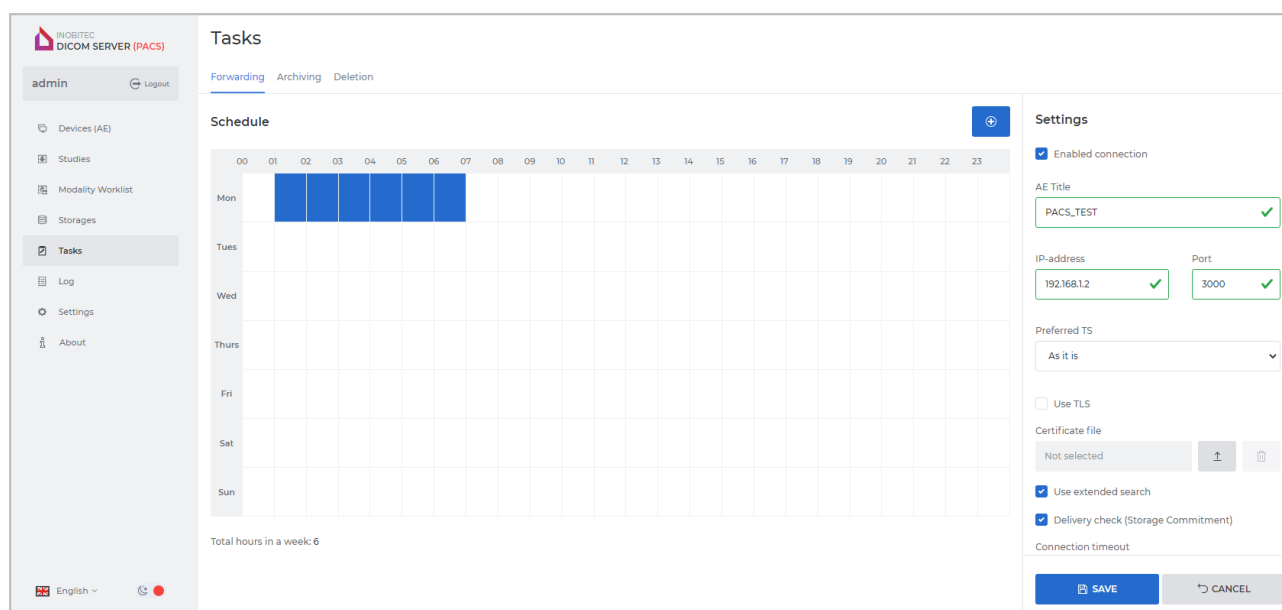 INOBITEC
DICOM SERVER (PACS)
admin
Logout
Devices (AE)
Studies
Modality Worklist
Storages
Tasks
Log
Settings
About
English
Tasks
Forwarding Archiving Deletion
Schedule
00 01 02 03 04 05 06 07 08 09 10 11 12 13 14 15 16 17 18 19 20 21 22 23
Mon
Tues
Wed
Thurs
Fri
Sat
Sun
Total hours in a week: 6
Settings
Enabled connection
AE Title
PACS_TEST
IP-address Port
192.168.1.2 3000
Preferred TS
As it is
Use TLS
Certificate file
Not selected
Use extended search
Delivery check (Storage Commitment)
Connection timeout
SAVE CANCEL